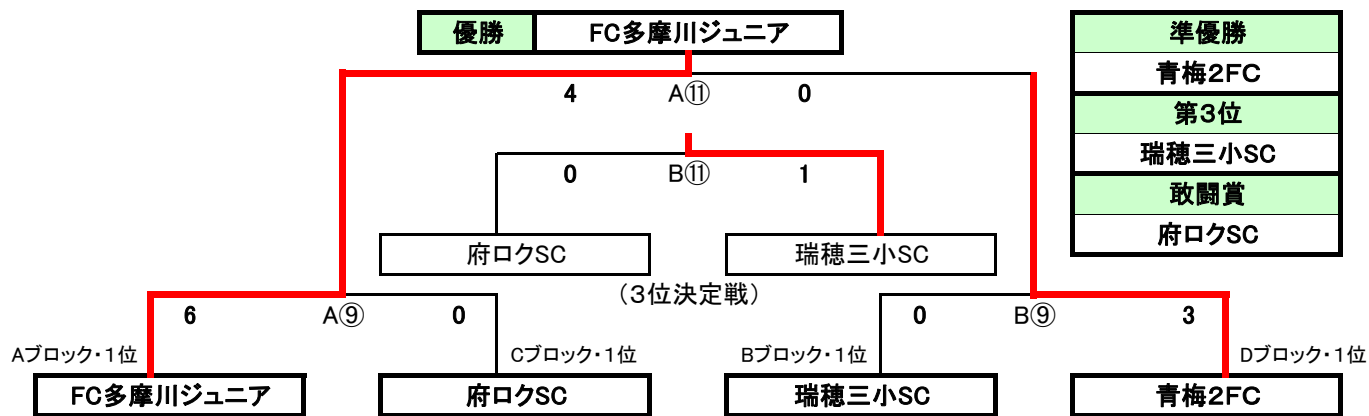 優勝 FC多摩川ジュニア
4 A⑪ 0
0 B⑪ 1
府ロクSC 瑞穂三小SC
（3位決定戦）
6 A⑨ 0 0 B⑨ 3
Aブロック・1位 Cブロック・1位 Bブロック・1位 Dブロック・1位
FC多摩川ジュニア 府ロクSC 瑞穂三小SC 青梅2FC
準優勝
青梅2FC
第3位
瑞穂三小SC
敢闘賞
府ロクSC